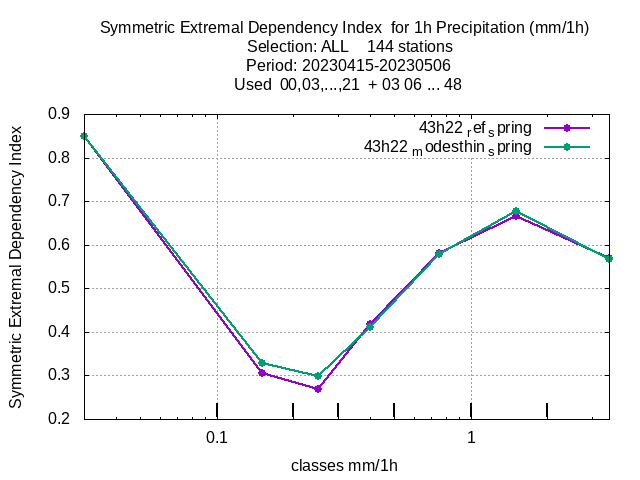 Symmetric Extremal Dependency Index  for 1h Precipitation (mm/1h)
Selection: ALL    144 stations
Period: 20230415-20230506
Used  00,03,...,21  + 03 06 ... 48
43h22 ref spring
43h22 modesthin spring
Symmetric Extremal Dependency Index
0.9
0.8
0.7
0.6
0.5
0.4
0.3
0.2
0.1
1
classes mm/1h